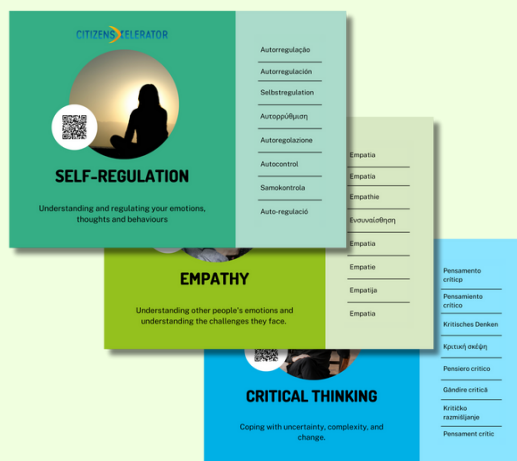 CITIZENS XELERATOR
SELF-REGULATION
Understanding and regulating your emotions,
thoughts and behaviours
Autorregulação
Autorregulación
Selbstregulation
Αυτορρύθμιση
Autoregolazione
Autocontrol
Samokontrola
Auto-regulació
EMPATHY
Understanding other people's emotions and
understanding the challenges they face.
Empatia
Empatia
Empathie
Ενσυναίσθηση
Empatia
Empatie
Empatija
Empatia
CRITICAL THINKING
Coping with uncertainty, complexity, and
change.
Pensamento
críticp
Pensamiento
crítico
Kritisches Denken
Κριτική σκέψη
Pensiero critico
Gândire critică
Kritičko
razmišljanje
Pensament crític